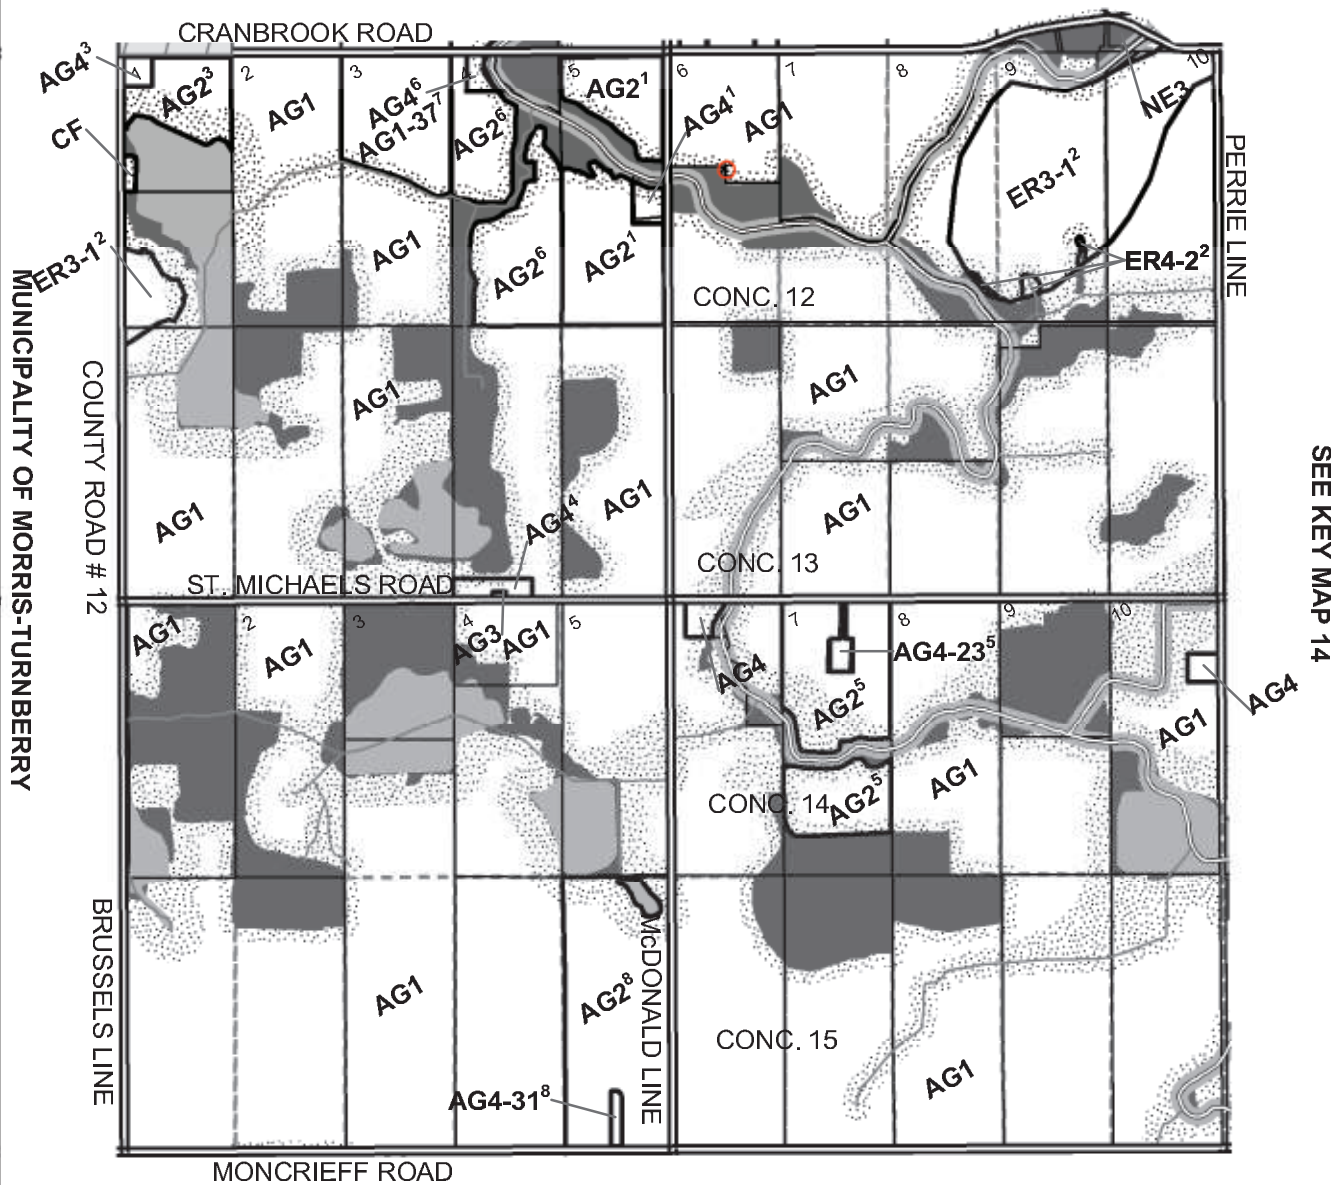 CRANBROOK ROAD
AG4³
AG2³
2
AG1
3
AG4⁶
AG1-37⁷
4
AG2⁶
5
AG2¹
6
AG4¹
7
AG1
8
9
10
NE3
CF
ER3-1²
PERRIE LINE
ER3-1²
AG1
AG2⁶
AG2¹
ER4-2²
CONC. 12
MUNICIPALITY OF MORRIS-TURNBERRY
COUNTY ROAD # 12
AG1
AG1
SEE KEY MAP 14
AG1
AG4⁴
AG1
AG1
CONC. 13
ST. MICHAELS ROAD
AG1
2
AG1
3
4
AG3
AG1
5
AG4
7
8
9
10
AG4-23⁵
AG2⁵
AG4
AG1
AG1
CONC. 14
AG2⁵
BRUSSELS LINE
McDONALD LINE
AG1
AG2⁸
CONC. 15
AG1
AG4-31⁸
MONCRIEFF ROAD